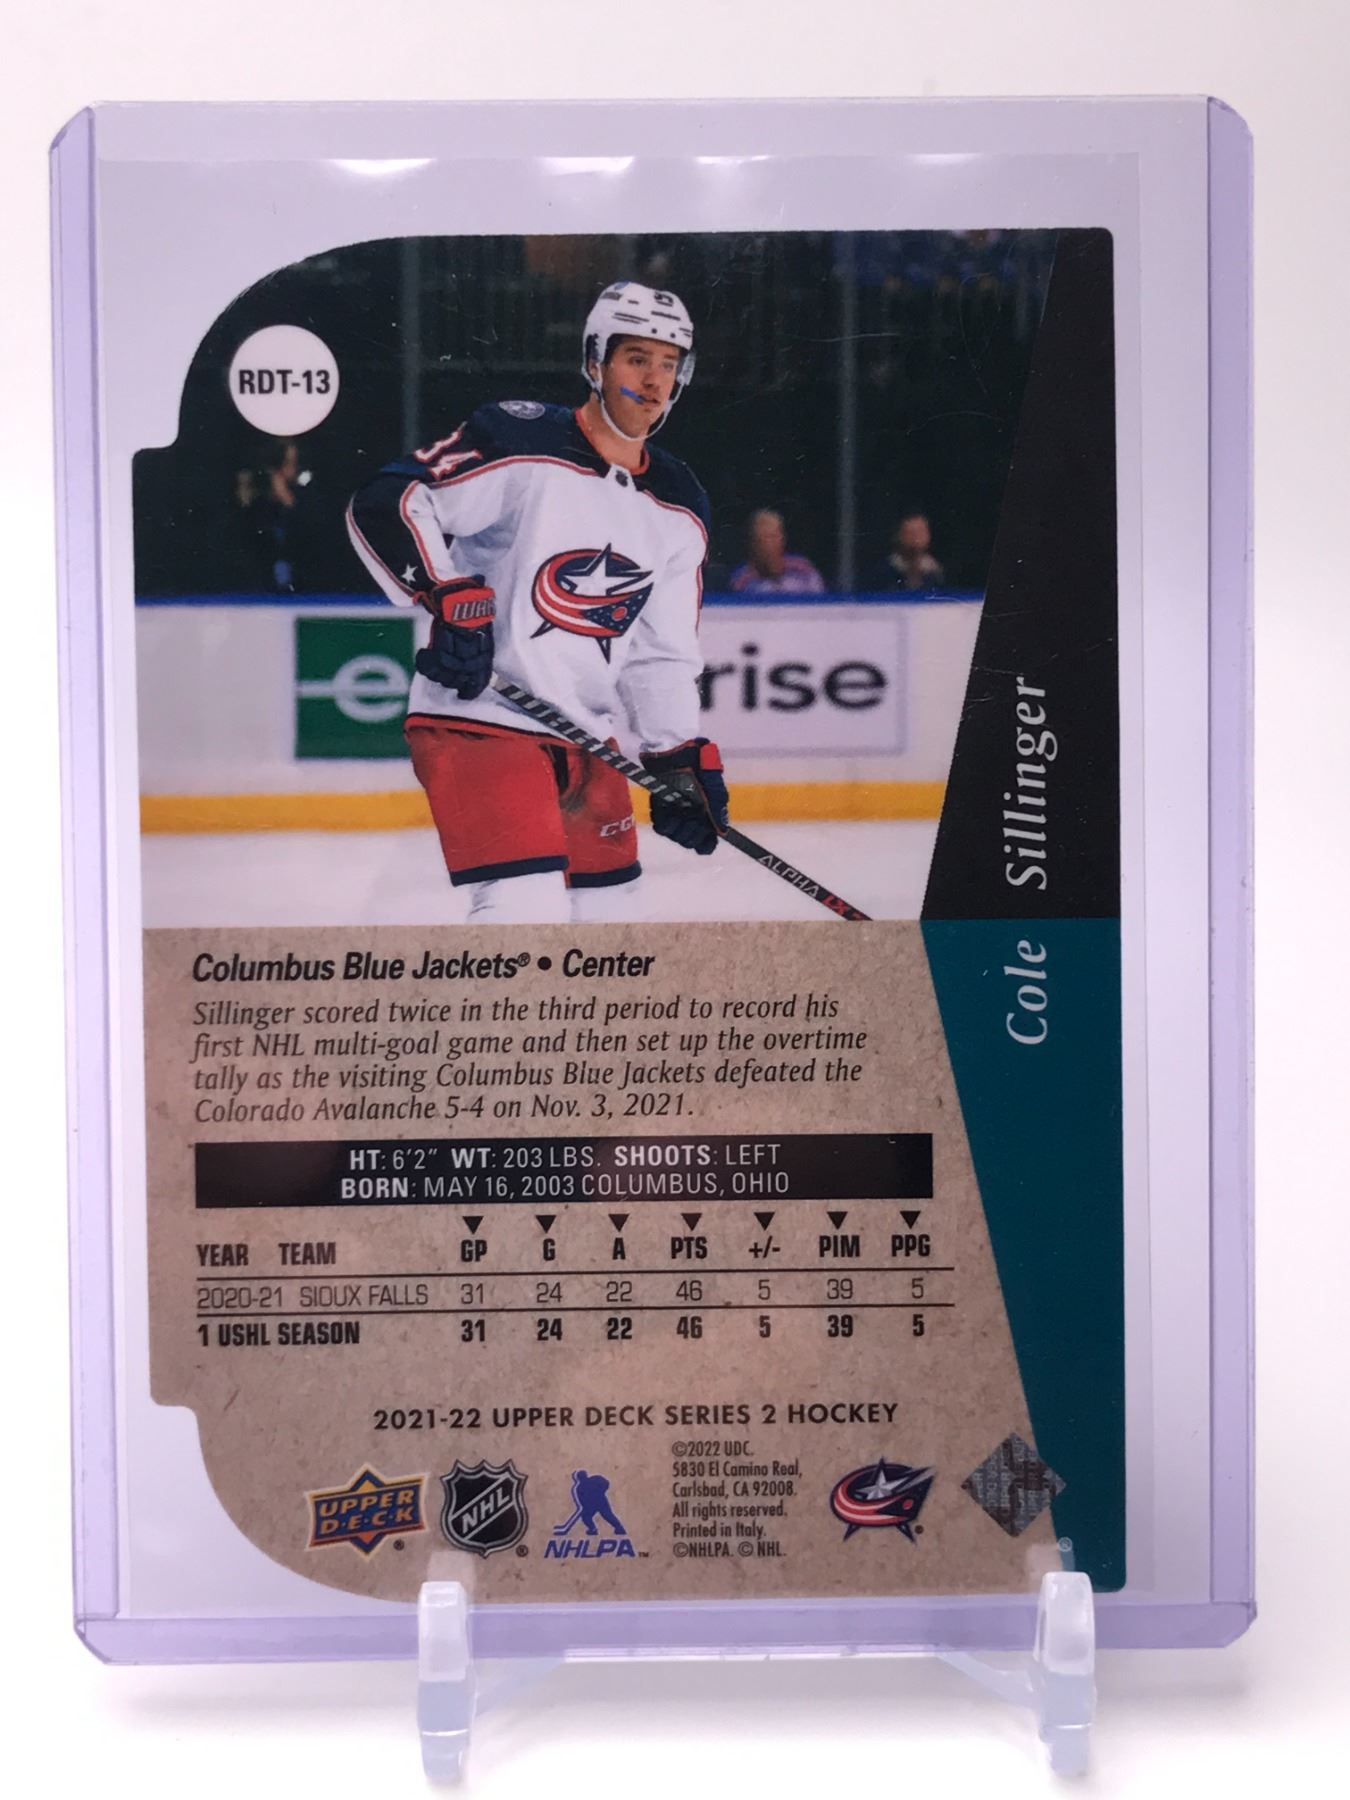 RDT-13
34
WAR
e
rise
CC
ALPHA LX
Cole Sillinger
Columbus Blue Jackets® • Center
Sillinger scored twice in the third period to record his
first NHL multi-goal game and then set up the overtime
tally as the visiting Columbus Blue Jackets defeated the
Colorado Avalanche 5-4 on Nov. 3, 2021.
HT: 6'2" WT: 203 LBS. SHOOTS: LEFT
BORN: MAY 16, 2003 COLUMBUS, OHIO
YEAR TEAM GP G A PTS +/- PIM PPG
2020-21 SIOUX FALLS 31 24 22 46 5 39 5
1 USHL SEASON 31 24 22 46 5 39 5
2021-22 UPPER DECK SERIES 2 HOCKEY
UPPER
D·E·C·K
®
NHL
®
NHLPA™
©2022 UDC.
5830 El Camino Real,
Carlsbad, CA 92008.
All rights reserved.
Printed in Italy.
©NHLPA. © NHL.
®
®